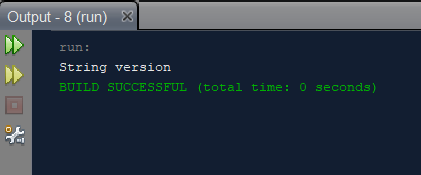 Output - 8 (run)
run:
String version
BUILD SUCCESSFUL (total time: 0 seconds)